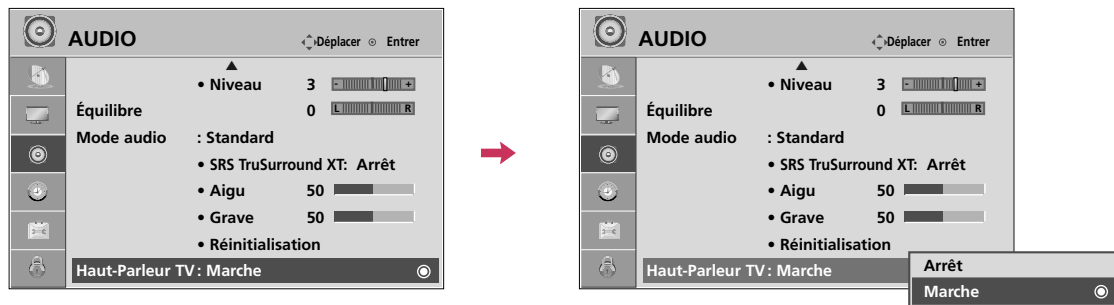 AUDIO Déplacer Entrer
• Niveau 3 - +
Équilibre 0 L R
Mode audio : Standard
• SRS TruSurround XT: Arrêt
• Aigu 50
• Grave 50
• Réinitialisation
Haut-Parleur TV : Marche
AUDIO Déplacer Entrer
• Niveau 3 - +
Équilibre 0 L R
Mode audio : Standard
• SRS TruSurround XT: Arrêt
• Aigu 50
• Grave 50
• Réinitialisation
Haut-Parleur TV : Marche
Arrêt
Marche